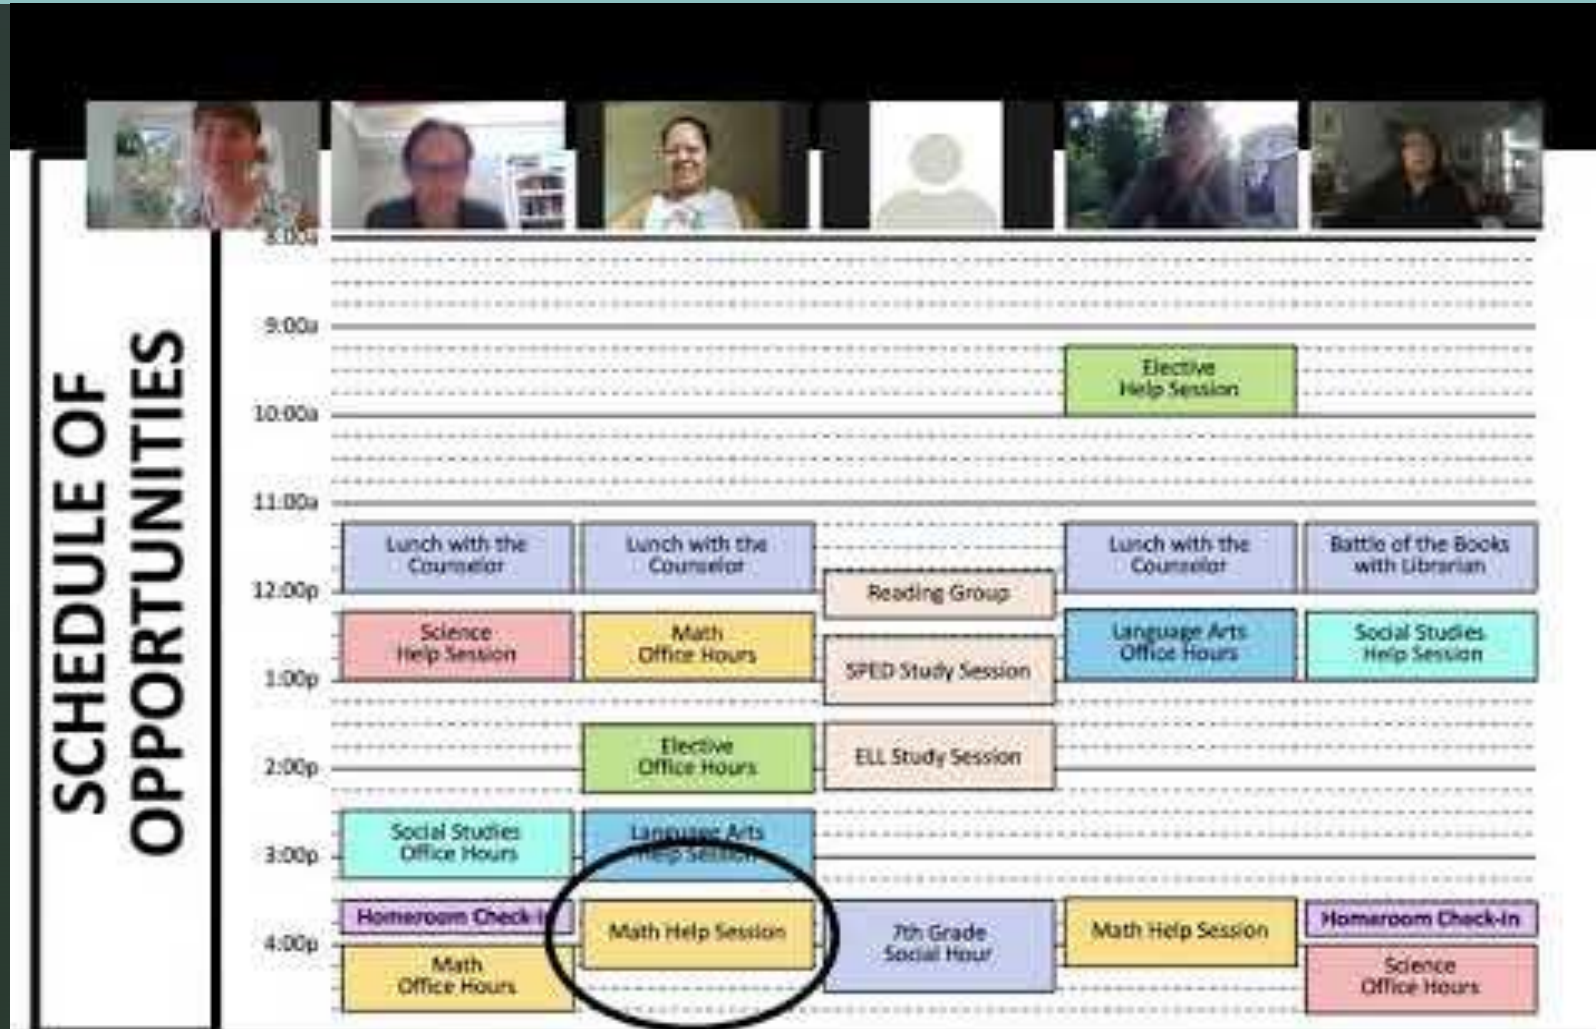 SCHEDULE OF
OPPORTUNITIES
8:00a
9:00a
Elective
Help Session
10:00a
11:00a
Lunch with the
Counselor
Lunch with the
Counselor
Lunch with the
Counselor
Battle of the Books
with Librarian
12:00p
Reading Group
Science
Help Session
Math
Office Hours
Language Arts
Office Hours
Social Studies
Help Session
SPED Study Session
1:00p
Elective
Office Hours
ELL Study Session
2:00p
Social Studies
Office Hours
Language Arts
Help Session
3:00p
Homeroom Check-i
Math Help Session
7th Grade
Social Hour
Math Help Session
Homeroom Check-in
4:00p
Math
Office Hours
Science
Office Hours